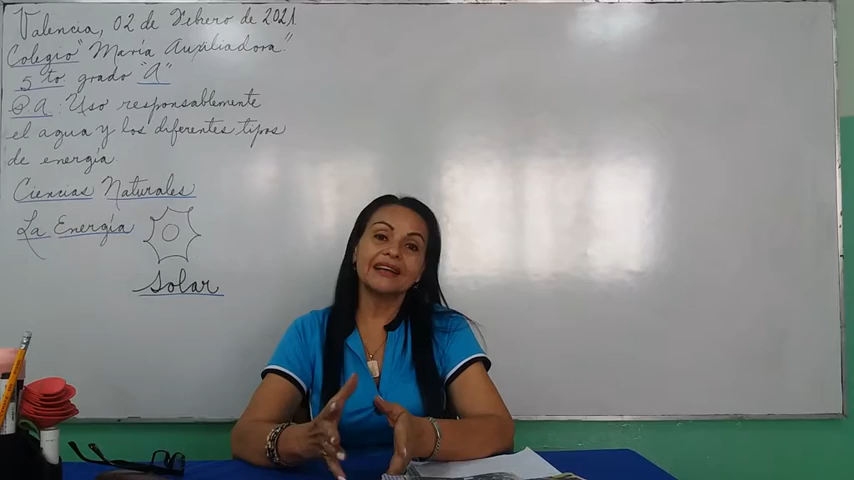 Valencia, 02 de Febrero de 2021
Colegio "María Auxiliadora"
5to grado "A"
P A: Uso responsablemente
el agua y los diferentes tipos
de energía
Ciencias Naturales
La Energía
Solar